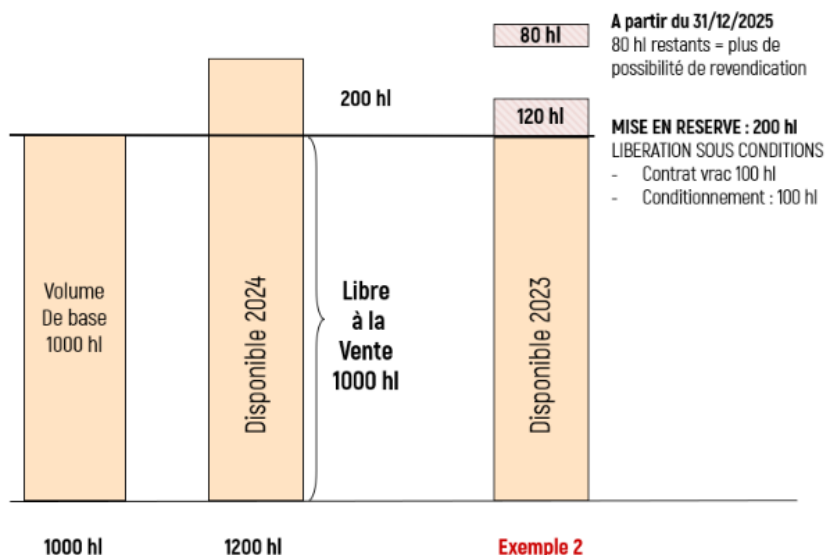 80 hl
A partir du 31/12/2025
80 hl restants = plus de
possibilité de revendication
200 hl
120 hl
MISE EN RESERVE : 200 hl
LIBERATION SOUS CONDITIONS
- Contrat vrac 100 hl
- Conditionnement : 100 hl
Volume
De base
1000 hl
Disponible 2024
Libre
à la
Vente
1000 hl
Disponible 2023
1000 hl
1200 hl
Exemple 2